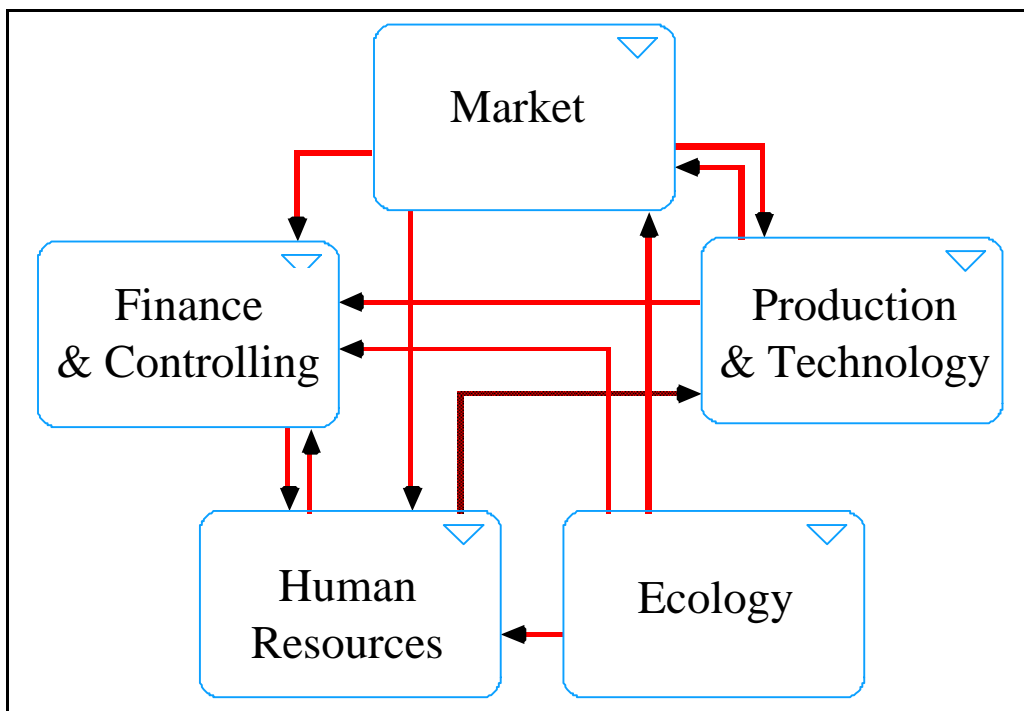 Market
Finance
& Controlling
Production
& Technology
Human
Resources
Ecology